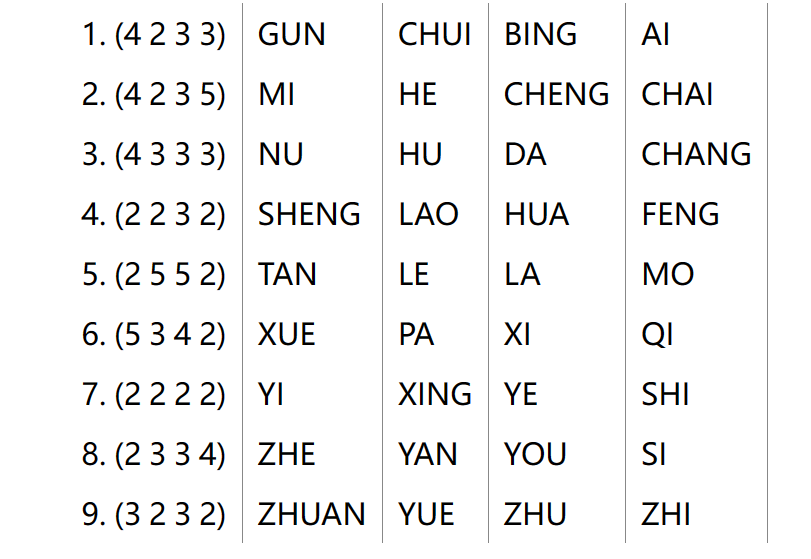 1. (4 2 3 3) GUN CHUI BING AI
2. (4 2 3 5) MI HE CHENG CHAI
3. (4 3 3 3) NU HU DA CHANG
4. (2 2 3 2) SHENG LAO HUA FENG
5. (2 5 5 2) TAN LE LA MO
6. (5 3 4 2) XUE PA XI QI
7. (2 2 2 2) YI XING YE SHI
8. (2 3 3 4) ZHE YAN YOU SI
9. (3 2 3 2) ZHUAN YUE ZHU ZHI